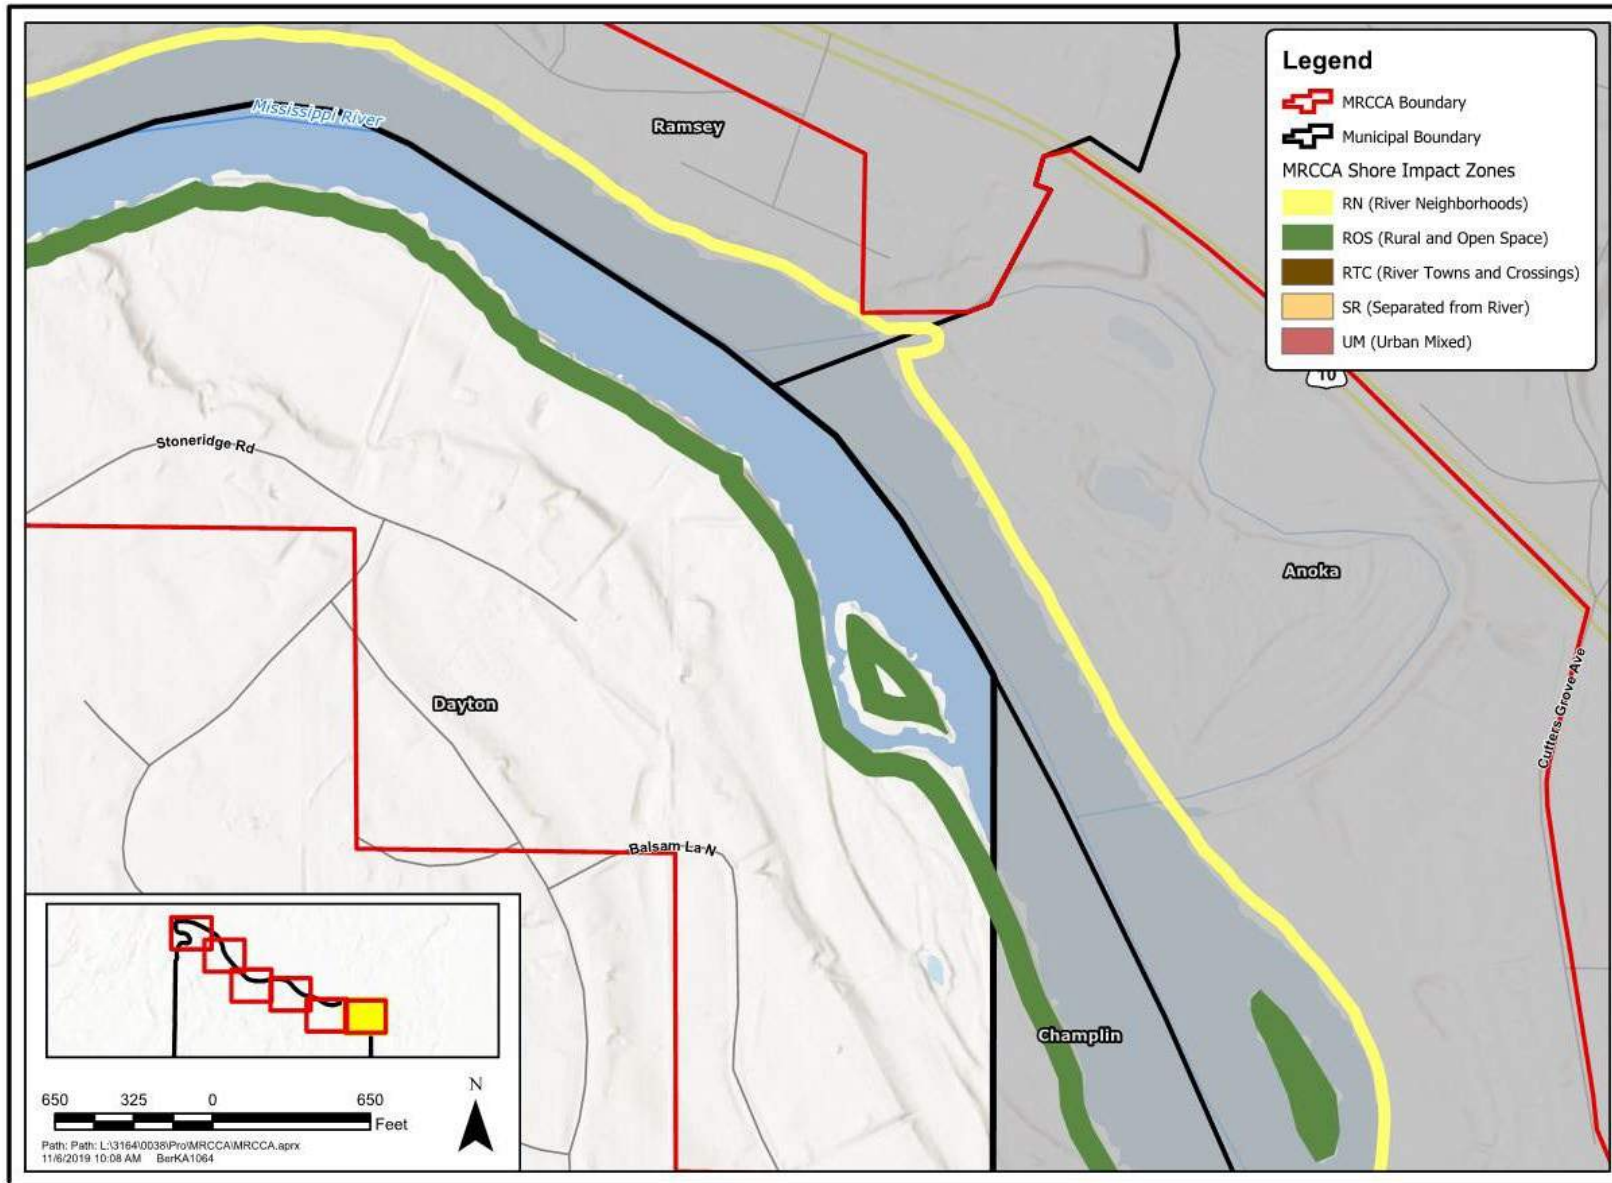 Mississippi River
Ramsey
Legend
MRCCA Boundary
Municipal Boundary
MRCCA Shore Impact Zones
RN (River Neighborhoods)
ROS (Rural and Open Space)
RTC (River Towns and Crossings)
SR (Separated from River)
UM (Urban Mixed)
10
Stoneridge Rd
Anoka
Dayton
Cutters Grove Ave
Balsam La N
Champlin
650 325 0 650
Feet
N
Path: Path: L:\3164\0038\Pro\MRCCA\MRCCA.aprx
11/6/2019 10:08 AM BerKA1064